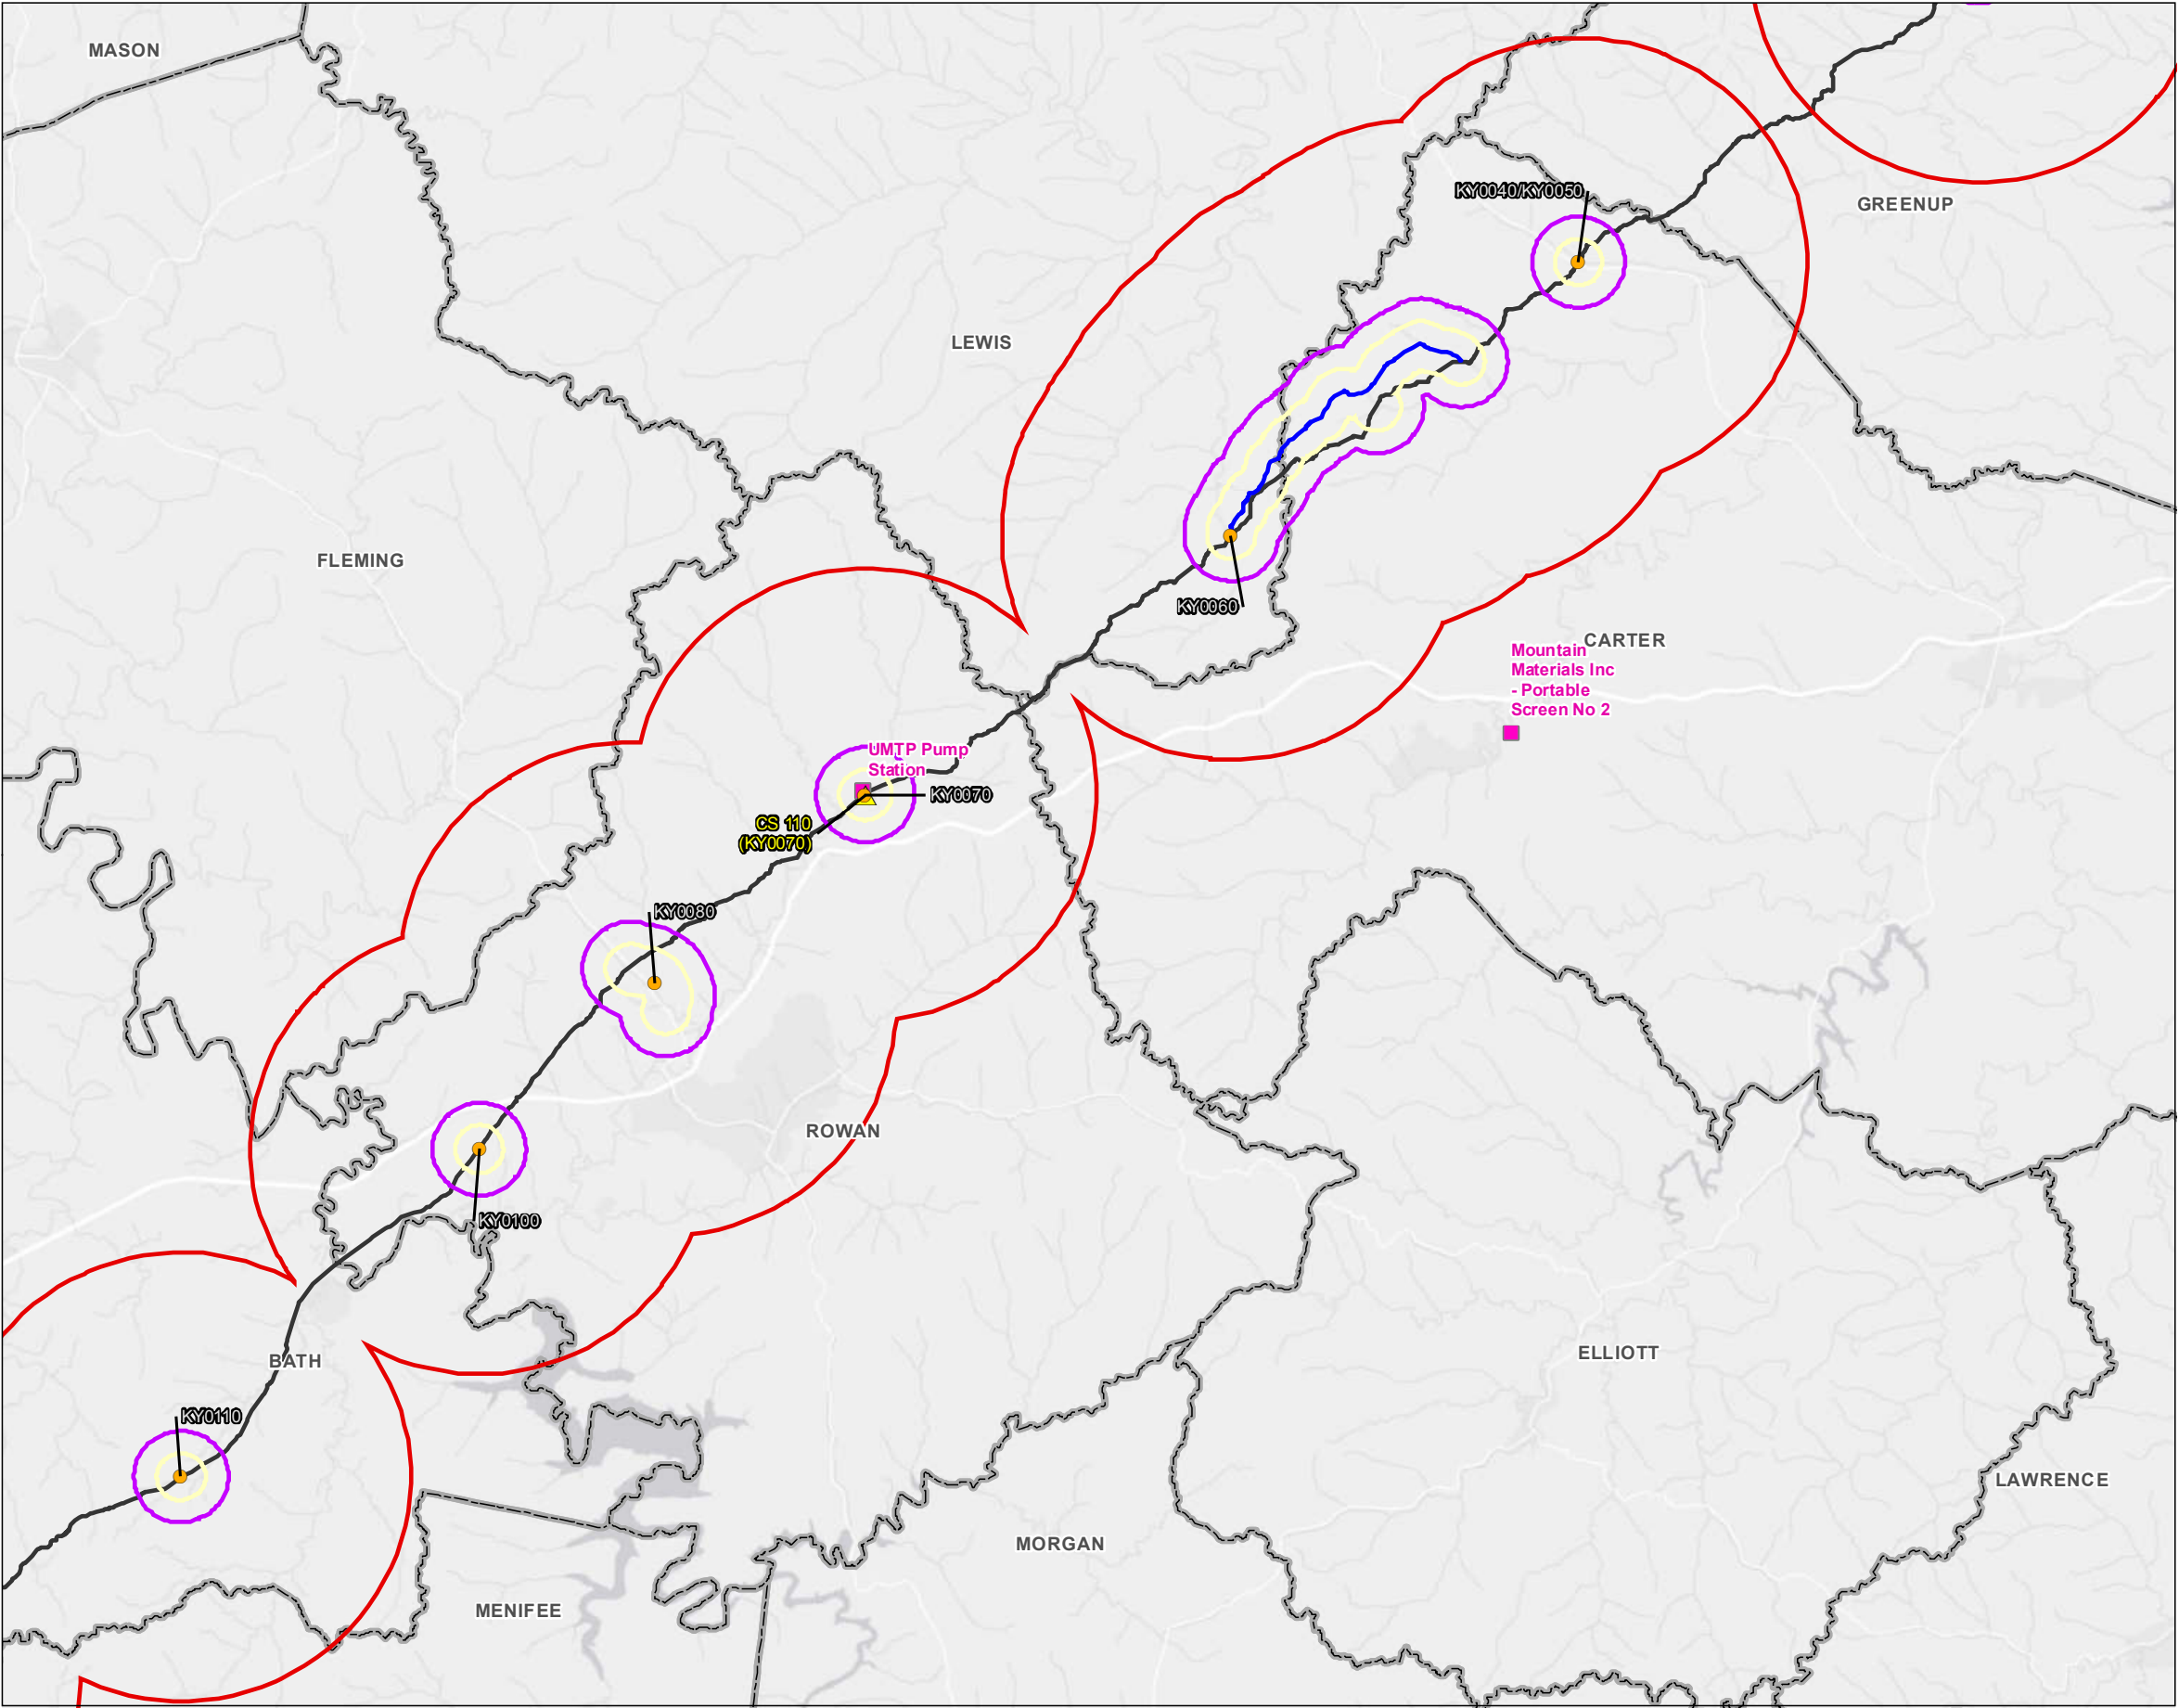 MASON
KY0040/KY0050
GREENUP
LEWIS
FLEMING
KY0060
CARTER
Mountain
Materials Inc
- Portable
Screen No 2
UMTP Pump
Station
KY0070
CS 110
(KY0070)
KY0080
ROWAN
KY0100
ELLIOTT
BATH
KY0110
LAWRENCE
MORGAN
MENIFEE